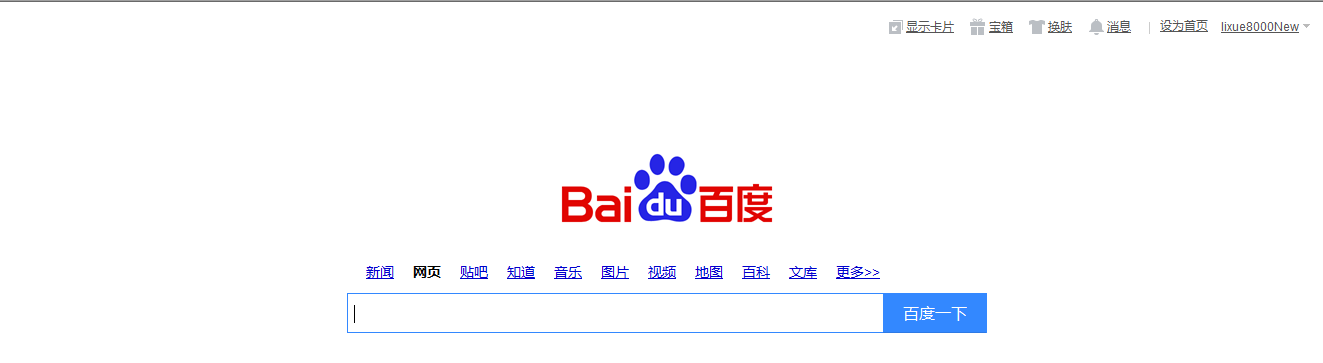 显示卡片 宝箱 换肤 消息 | 设为首页 lixue8000New
Bai du 百度
新闻 网页 贴吧 知道 音乐 图片 视频 地图 百科 文库 更多>>
百度一下